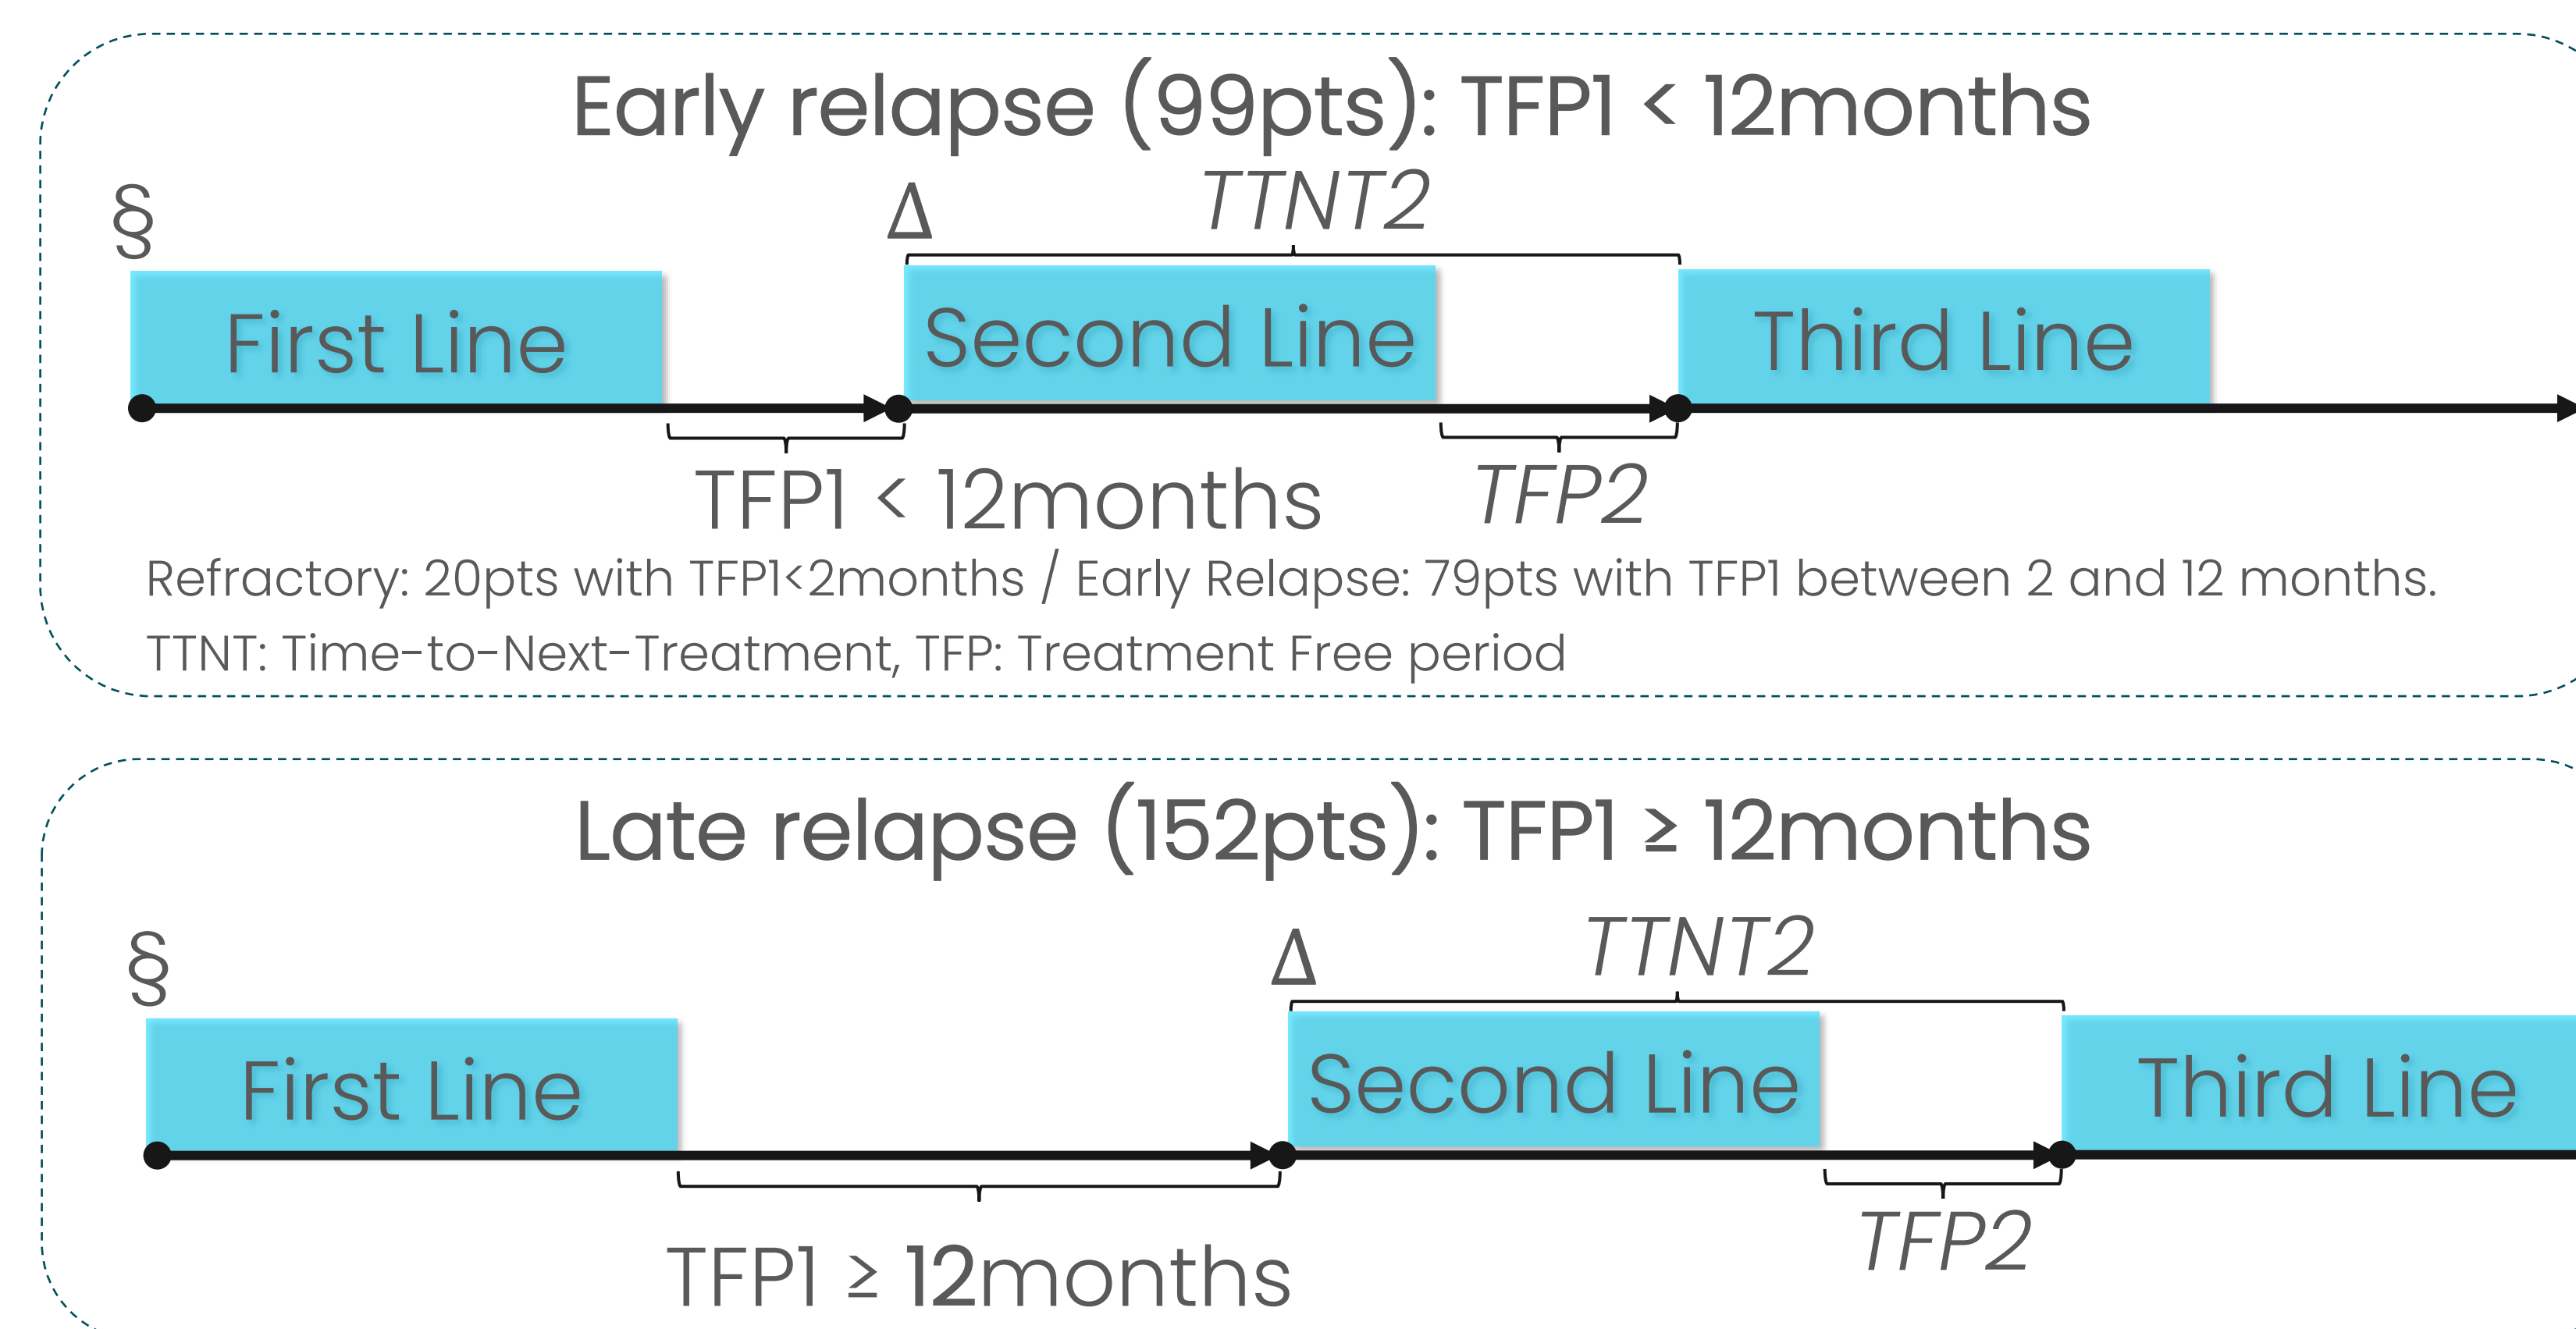 Early relapse (99pts): TFP1 < 12months
§ Δ TTNT2
First Line Second Line Third Line
TFP1 < 12months TFP2
Refractory: 20pts with TFP1<2months / Early Relapse: 79pts with TFP1 between 2 and 12 months.
TTNT: Time-to-Next-Treatment, TFP: Treatment Free period
Late relapse (152pts): TFP1 ≥ 12months
§ Δ TTNT2
First Line Second Line Third Line
TFP2
TFP1 ≥ 12months